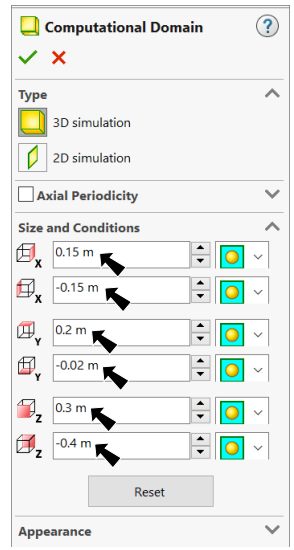 Computational Domain
?
Type
3D simulation
2D simulation
Axial Periodicity
Size and Conditions
X 0.15 m
X -0.15 m
Y 0.2 m
Y -0.02 m
Z 0.3 m
Z -0.4 m
Reset
Appearance